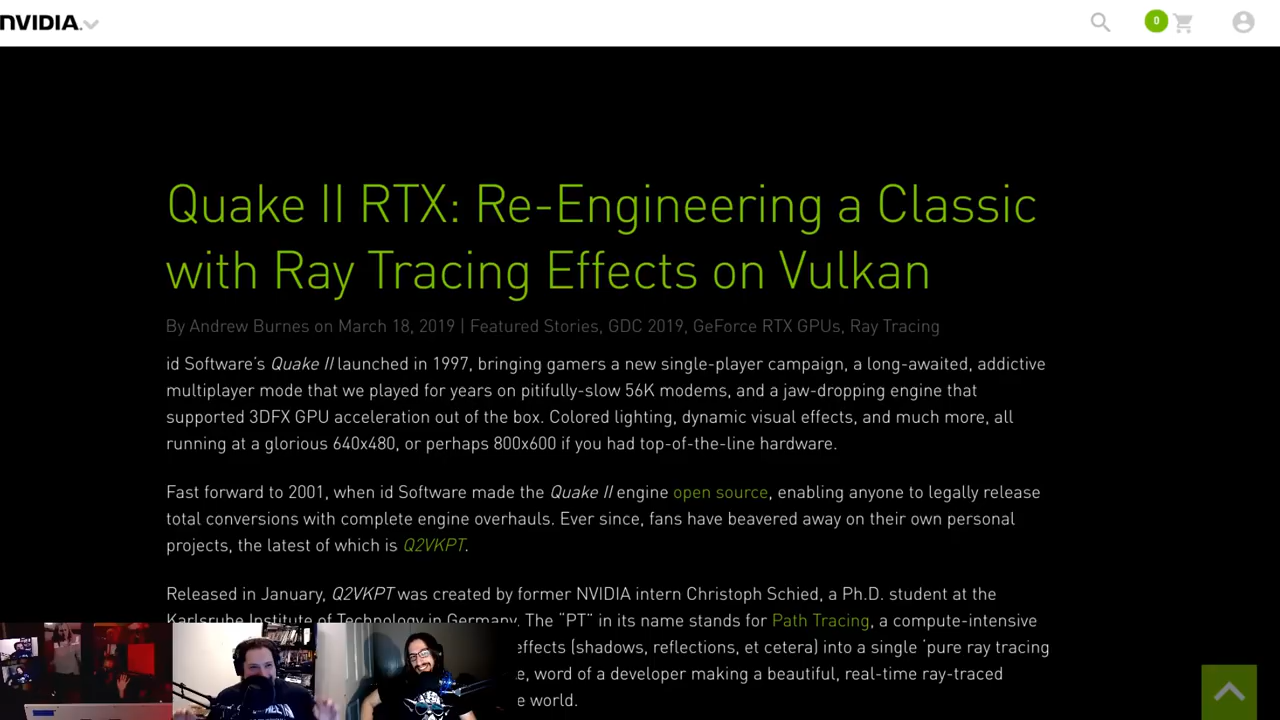 NVIDIA.
0
Quake II RTX: Re-Engineering a Classic
with Ray Tracing Effects on Vulkan
By Andrew Burnes on March 18, 2019 | Featured Stories, GDC 2019, GeForce RTX GPUs, Ray Tracing
id Software's Quake II launched in 1997, bringing gamers a new single-player campaign, a long-awaited, addictive
multiplayer mode that we played for years on pitifully-slow 56K modems, and a jaw-dropping engine that
supported 3DFX GPU acceleration out of the box. Colored lighting, dynamic visual effects, and much more, all
running at a glorious 640x480, or perhaps 800x600 if you had top-of-the-line hardware.
Fast forward to 2001, when id Software made the Quake II engine open source, enabling anyone to legally release
total conversions with complete engine overhauls. Ever since, fans have beavered away on their own personal
projects, the latest of which is Q2VKPT.
Released in January, Q2VKPT was created by former NVIDIA intern Christoph Schied, a Ph.D. student at the
Karlsruhe Institute of Technology in Germany. The "PT" in its name stands for Path Tracing, a compute-intensive
effects (shadows, reflections, et cetera) into a single 'pure ray tracing
, word of a developer making a beautiful, real-time ray-traced
world.